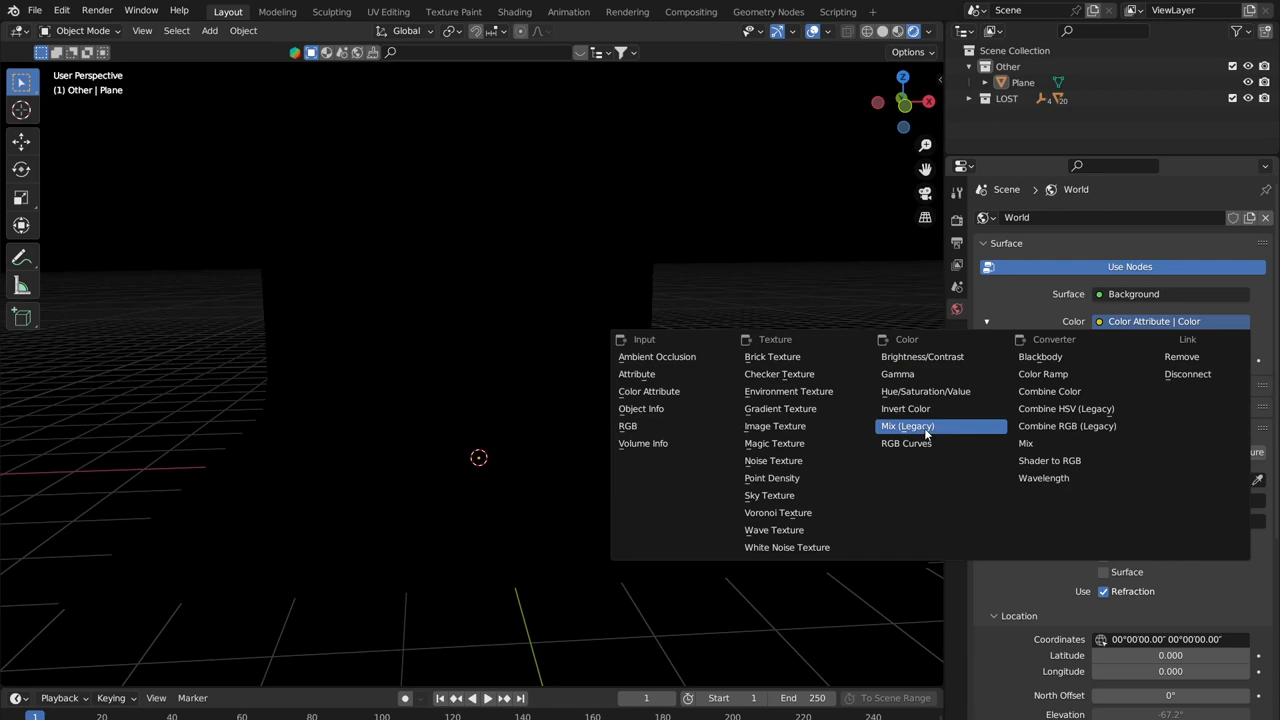 File Edit Render Window Help Layout Modeling Sculpting UV Editing Texture Paint Shading Animation Rendering Compositing Geometry Nodes Scripting + Scene ViewLayer
Object Mode View Select Add Object Global
Options
User Perspective
(1) Other | Plane
Z
X
Scene Collection
Other
Plane
LOST 4 20
Scene > World
World
Surface
Use Nodes
Surface Background
Color Color Attribute | Color
Input
Ambient Occlusion
Attribute
Color Attribute
Object Info
RGB
Volume Info
Texture
Brick Texture
Checker Texture
Environment Texture
Gradient Texture
Image Texture
Magic Texture
Noise Texture
Point Density
Sky Texture
Voronoi Texture
Wave Texture
White Noise Texture
Color
Brightness/Contrast
Gamma
Hue/Saturation/Value
Invert Color
Mix (Legacy)
RGB Curves
Converter
Blackbody
Color Ramp
Combine Color
Combine HSV (Legacy)
Combine RGB (Legacy)
Mix
Shader to RGB
Wavelength
Link
Remove
Disconnect
Surface
Use Refraction
Location
Coordinates 00°00′00.00″ 00°00′00.00″
Latitude 0.000
Longitude 0.000
North Offset 0°
Elevation -67.2°
Playback Keying View Marker 1 Start 1 End 250 To Scene Range
1 20 40 60 80 100 120 140 160 180 200 220 240